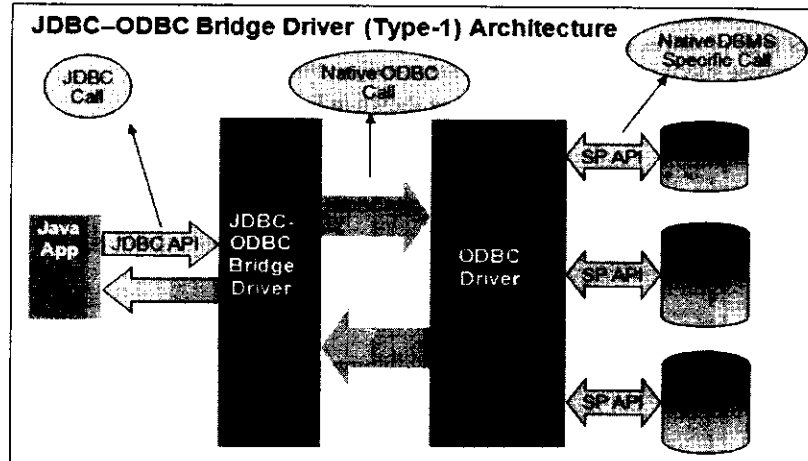 JDBC–ODBC Bridge Driver (Type-1) Architecture
JDBC
Call
Native ODBC
Call
Native DBMS
Specific Call
Java
App
JDBC API
JDBC-
ODBC
Bridge
Driver
ODBC
Driver
SP API
SP API
SP API